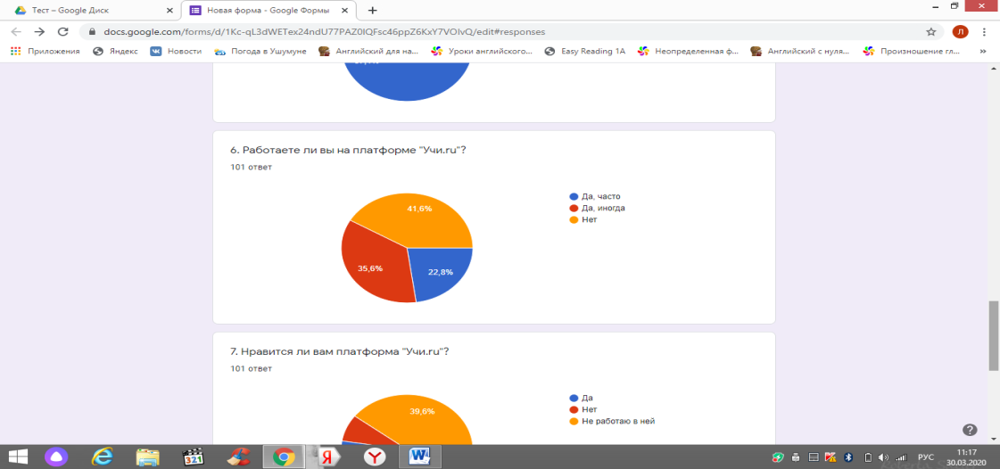 Тест – Google Диск
Новая форма - Google Формы
docs.google.com/forms/d/1Kc-qL3dWETex24ndU77PAZ0IQFsc46ppZ6KxY7VOIvQ/edit#responses
Л
Приложения Яндекс Новости Погода в Ушумуне Английский для на... Уроки английского... Easy Reading 1A Неопределенная ф... Английский с нуля... Произношение гл... »
6. Работаете ли вы на платформе "Учи.ru"?
101 ответ
41,6%
35,6%
22,8%
Да, часто
Да, иногда
Нет
7. Нравится ли вам платформа "Учи.ru"?
101 ответ
39,6%
Да
Нет
Не работаю в ней
РУС
11:17
30.03.2020